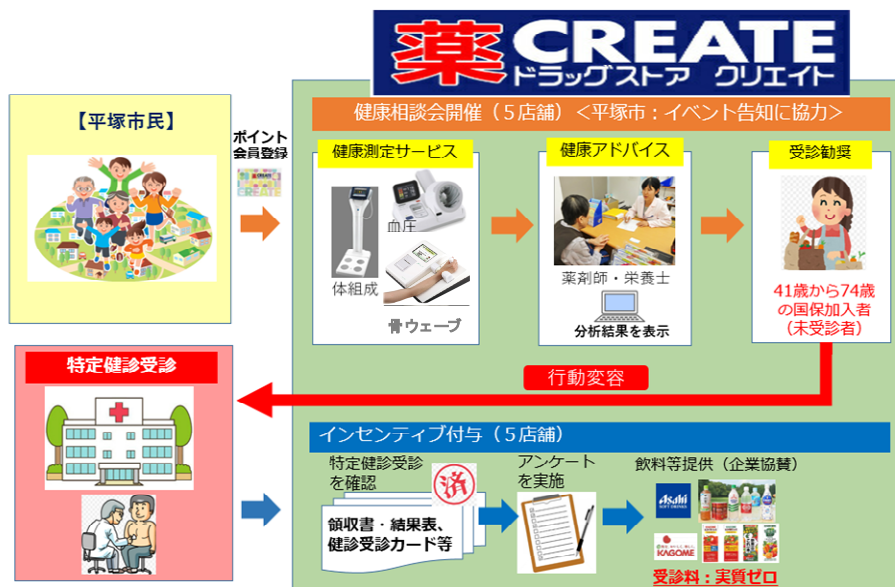 薬 CREATE
ドラッグストア クリエイト
【平塚市民】
ポイント
会員登録
CREATE
健康相談会開催（５店舗）＜平塚市：イベント告知に協力＞
健康測定サービス
血圧
体組成
骨ウェーブ
健康アドバイス
薬剤師・栄養士
分析結果を表示
受診勧奨
41歳から74歳
の国保加入者
（未受診者）
行動変容
特定健診受診
インセンティブ付与（５店舗）
特定健診受診
を確認
済
領収書・結果表、
健診受診カード等
アンケート
を実施
飲料等提供（企業協賛）
Asahi
SOFT DRINKS
KAGOME
受診料：実質ゼロ